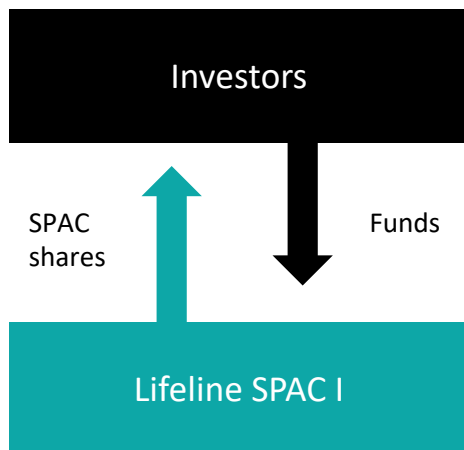 Investors
SPAC
shares
Funds
Lifeline SPAC I